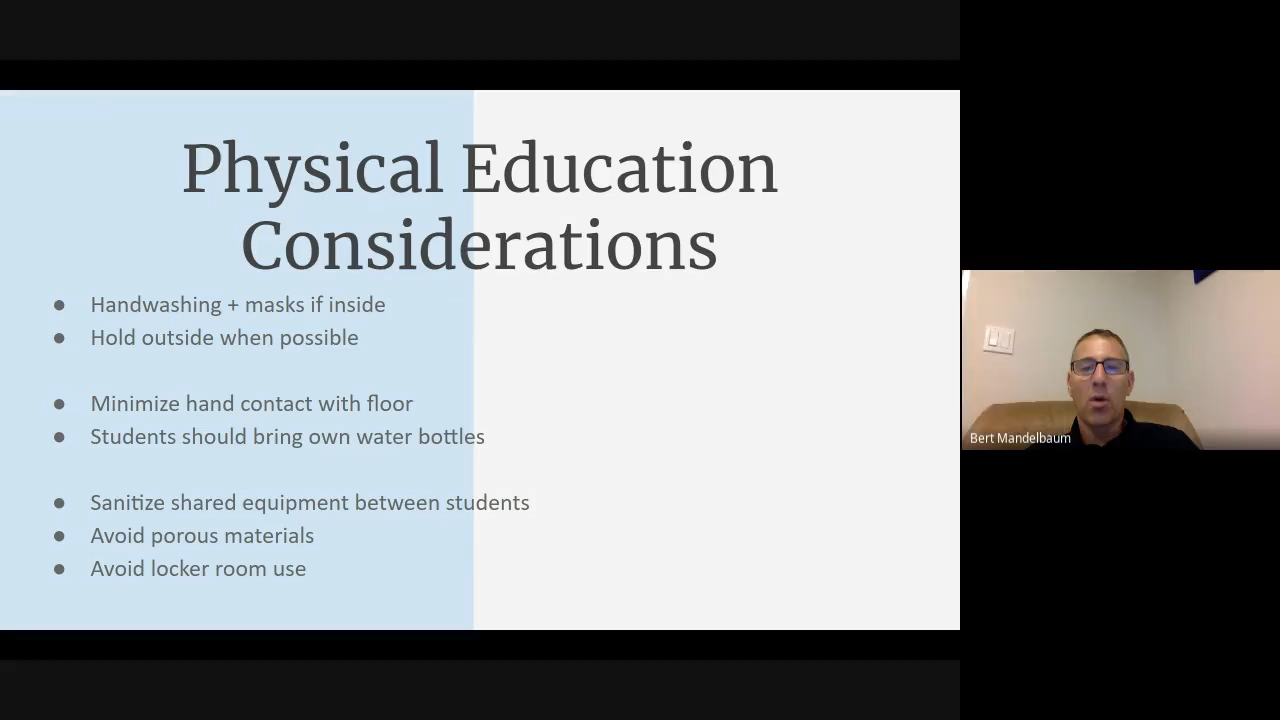 Physical Education
Considerations
● Handwashing + masks if inside
● Hold outside when possible
● Minimize hand contact with floor
● Students should bring own water bottles
● Sanitize shared equipment between students
● Avoid porous materials
● Avoid locker room use
Bert Mandelbaum